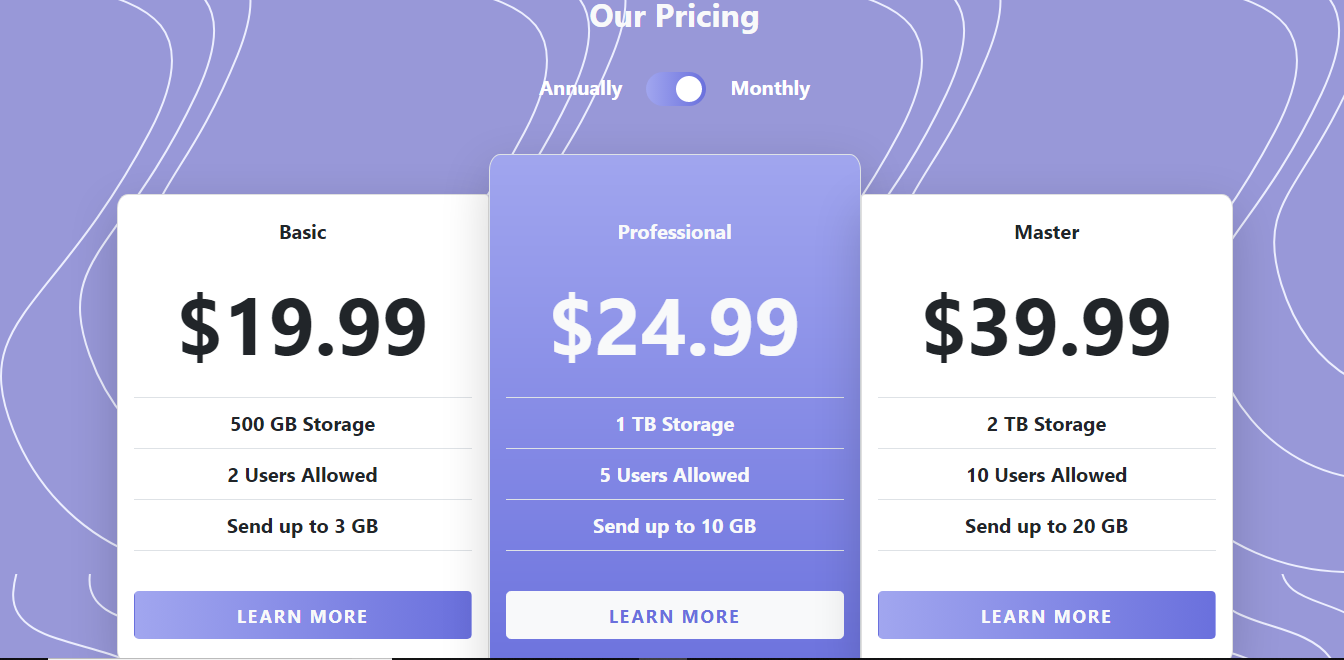 Our Pricing
Annually
Monthly
Basic
$19.99
500 GB Storage
2 Users Allowed
Send up to 3 GB
LEARN MORE
Professional
$24.99
1 TB Storage
5 Users Allowed
Send up to 10 GB
LEARN MORE
Master
$39.99
2 TB Storage
10 Users Allowed
Send up to 20 GB
LEARN MORE